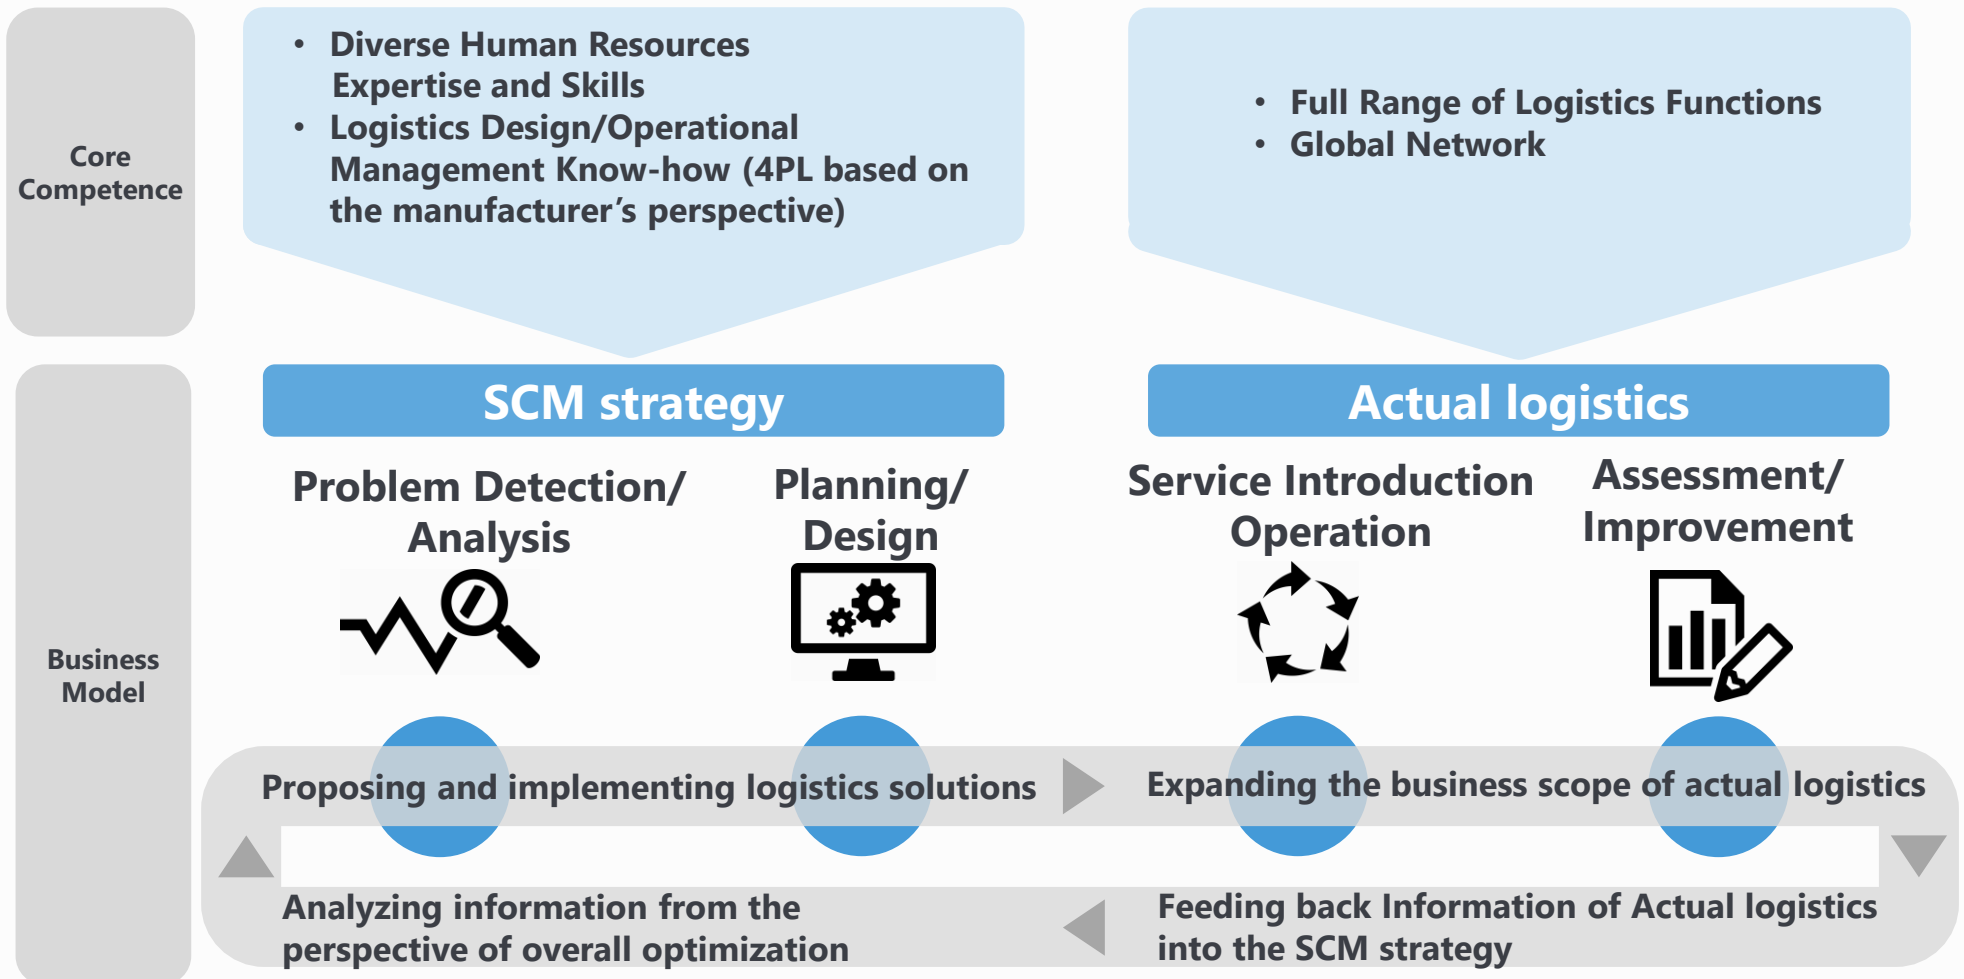 Core
Competence
• Diverse Human Resources
Expertise and Skills
• Logistics Design/Operational
Management Know-how (4PL based on
the manufacturer’s perspective)
• Full Range of Logistics Functions
• Global Network
Business
Model
SCM strategy
Actual logistics
Problem Detection/
Analysis
Planning/
Design
Service Introduction
Operation
Assessment/
Improvement
Proposing and implementing logistics solutions
Expanding the business scope of actual logistics
Analyzing information from the
perspective of overall optimization
Feeding back Information of Actual logistics
into the SCM strategy